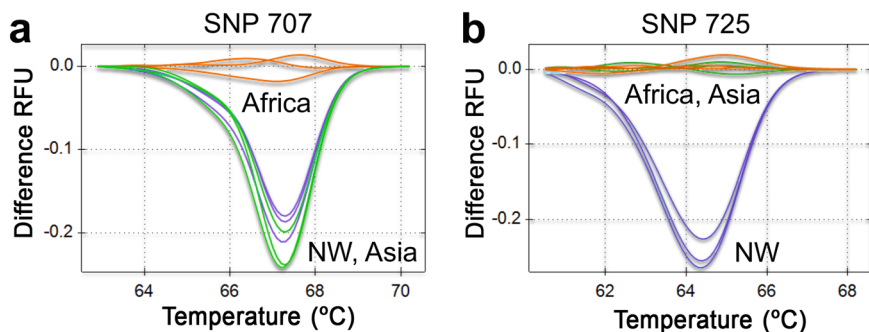 a
SNP 707
Difference RFU
0.0
-0.1
-0.2
Africa
NW, Asia
64
66
68
70
Temperature (ºC)
b
SNP 725
Difference RFU
0.0
-0.1
-0.2
Africa, Asia
NW
62
64
66
68
Temperature (ºC)